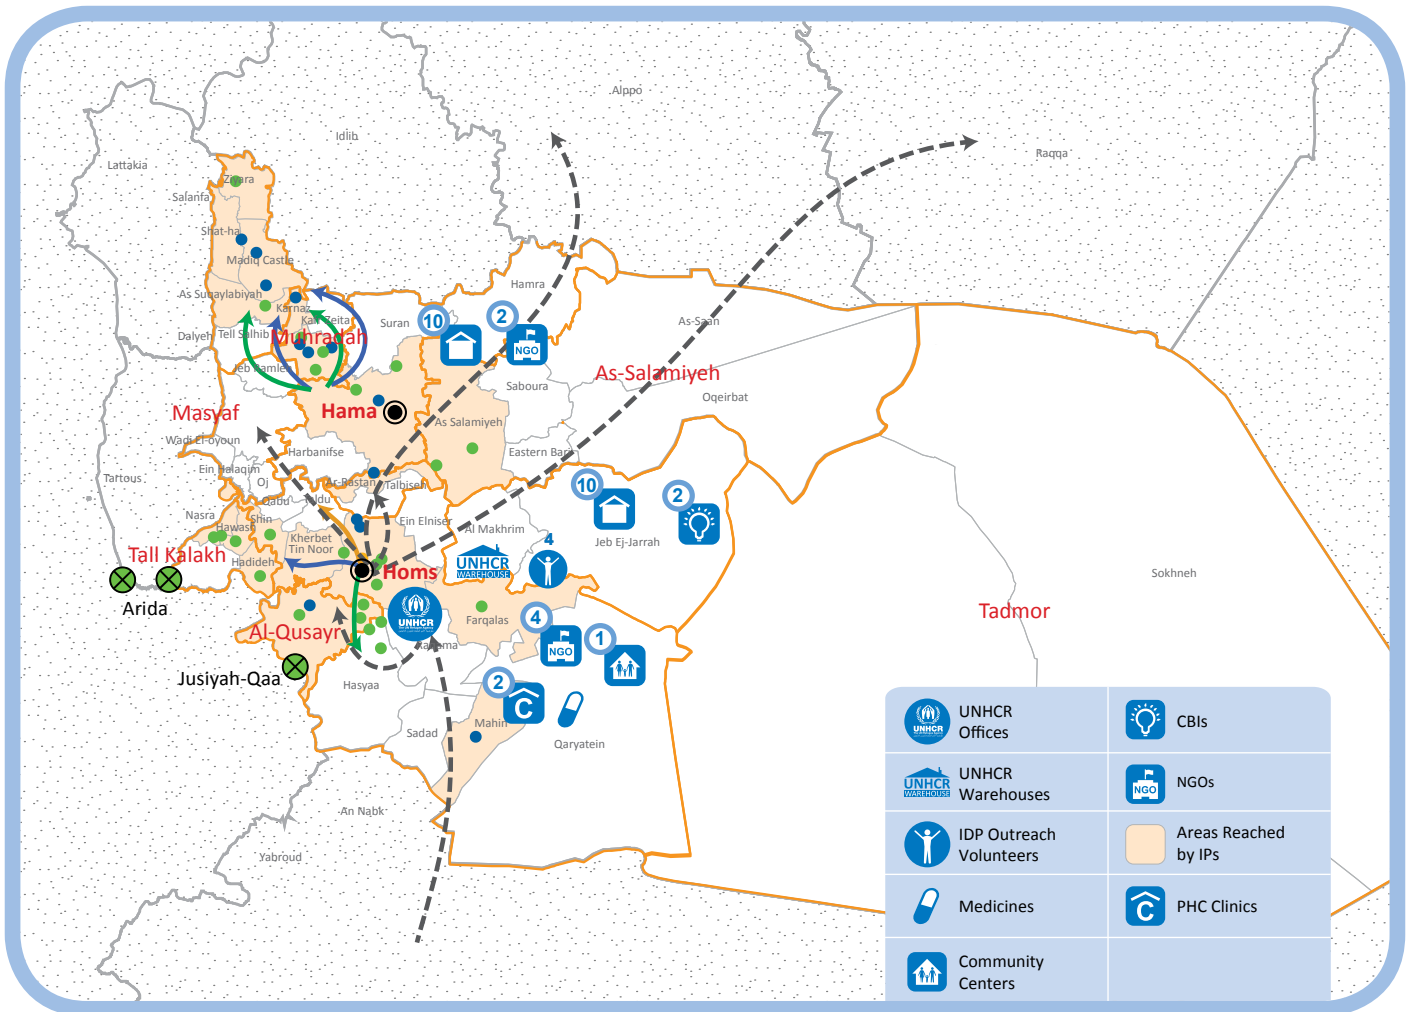 Alppo
Idlib
Lattakia
Raqqa
Ziyara
Salanfa
Shat-ha
Madiq Castle
Hamra
As Suqaylabiyah
Karnaz
Kafr Zeita
Suran
10
2
NGO
As-Saan
Dalyeh
Tell Salhib
Muhradah
Jeb Ramleh
Saboura
As-Salamiyeh
Oqeirbat
Masyaf
Hama
As Salamiyeh
Wadi El-oyoun
Harbanifse
Eastern Bari
Ein Halaqim
Tartous
Oj
Ar-Rastan
Talbiseh
10
2
Qabu
Taldu
Nasra
Shin
Hawash
Ein Elniser
Al Makhrim
Kherbet
Tin Noor
Jeb Ej-Jarrah
4
Tall Kalakh
Hadideh
UNHCR
WAREHOUSE
Homs
Sokhneh
Arida
Tadmor
UNHCR
Farqalas
4
1
NGO
Al-Qusayr
Jusiyah-Qaa
Hasyaa
2
C
Mahin
Sadad
Qaryatein
An Nabk
Yabroud
UNHCR
UNHCR
Offices
CBIs
UNHCR
WAREHOUSE
UNHCR
Warehouses
NGO
NGOs
IDP Outreach
Volunteers
Areas Reached
by IPs
Medicines
C
PHC Clinics
Community
Centers